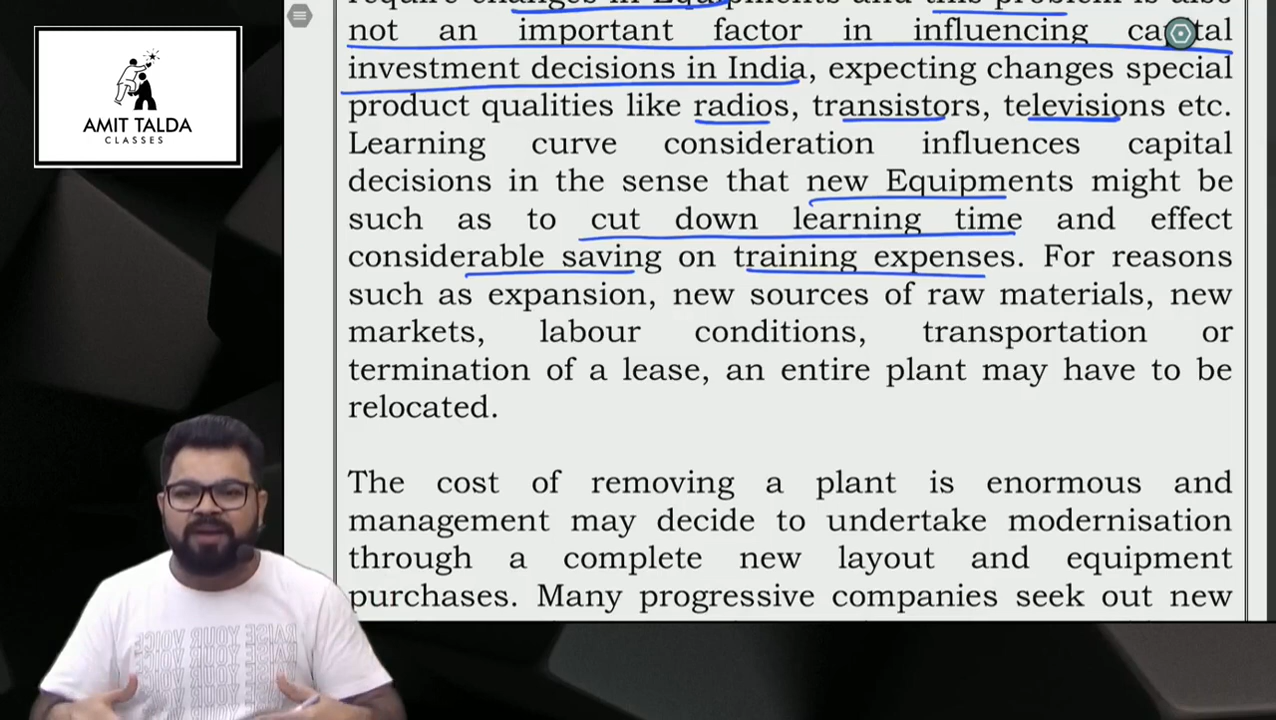 AMIT TALDA
CLASSES
not an important factor in influencing
investment decisions in India, expecting changes special
product qualities like radios, transistors, televisions etc.
Learning curve consideration influences capital
decisions in the sense that new Equipments might be
such as to cut down learning time and effect
considerable saving on training expenses. For reasons
such as expansion, new sources of raw materials, new
markets, labour conditions, transportation or
termination of a lease, an entire plant may have to be
relocated.
The cost of removing a plant is enormous and
management may decide to undertake modernisation
through a complete new layout and equipment
purchases. Many progressive companies seek out new
RAISE YOUR VOICE